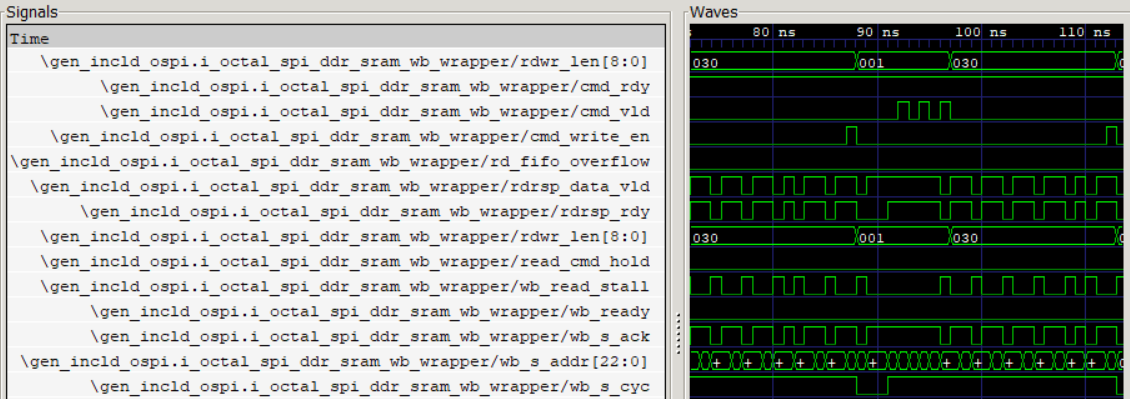 Signals
Waves
Time
80 ns 90 ns 100 ns 110 ns
\gen_incld_ospi.i_octal_spi_ddr_sram_wb_wrapper/rdwr_len[8:0] 030 001 030
\gen_incld_ospi.i_octal_spi_ddr_sram_wb_wrapper/cmd_rdy
\gen_incld_ospi.i_octal_spi_ddr_sram_wb_wrapper/cmd_vld
\gen_incld_ospi.i_octal_spi_ddr_sram_wb_wrapper/cmd_write_en
\gen_incld_ospi.i_octal_spi_ddr_sram_wb_wrapper/rd_fifo_overflow
\gen_incld_ospi.i_octal_spi_ddr_sram_wb_wrapper/rdrsp_data_vld
\gen_incld_ospi.i_octal_spi_ddr_sram_wb_wrapper/rdrsp_rdy
\gen_incld_ospi.i_octal_spi_ddr_sram_wb_wrapper/rdwr_len[8:0] 030 001 030
\gen_incld_ospi.i_octal_spi_ddr_sram_wb_wrapper/read_cmd_hold
\gen_incld_ospi.i_octal_spi_ddr_sram_wb_wrapper/wb_read_stall
\gen_incld_ospi.i_octal_spi_ddr_sram_wb_wrapper/wb_ready
\gen_incld_ospi.i_octal_spi_ddr_sram_wb_wrapper/wb_s_ack
\gen_incld_ospi.i_octal_spi_ddr_sram_wb_wrapper/wb_s_addr[22:0] + + + + + + + + +
\gen_incld_ospi.i_octal_spi_ddr_sram_wb_wrapper/wb_s_cyc